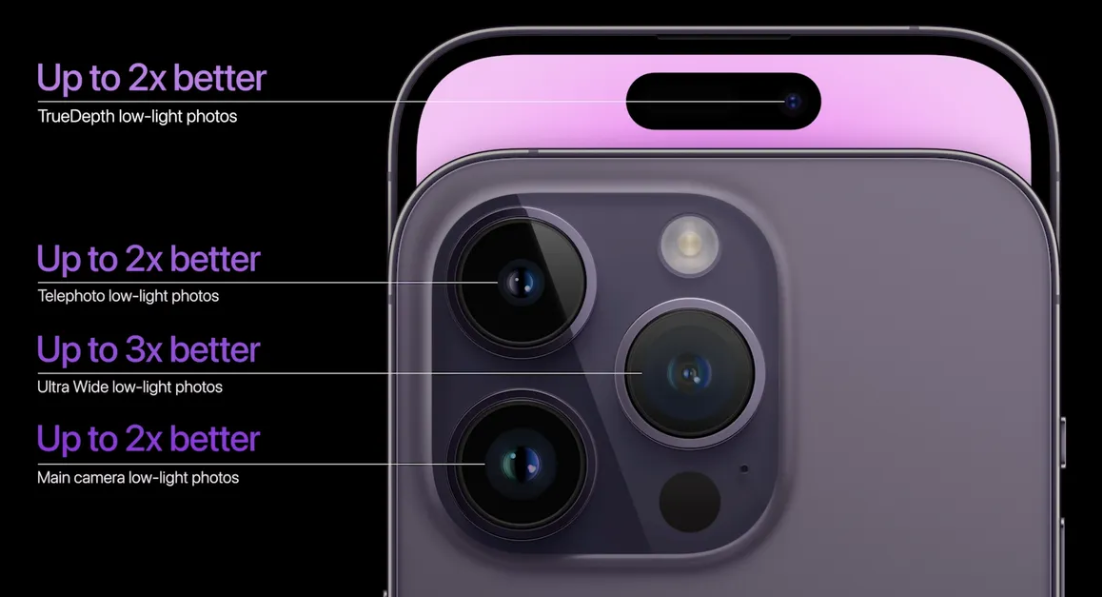 Up to 2x better
TrueDepth low-light photos
Up to 2x better
Telephoto low-light photos
Up to 3x better
Ultra Wide low-light photos
Up to 2x better
Main camera low-light photos